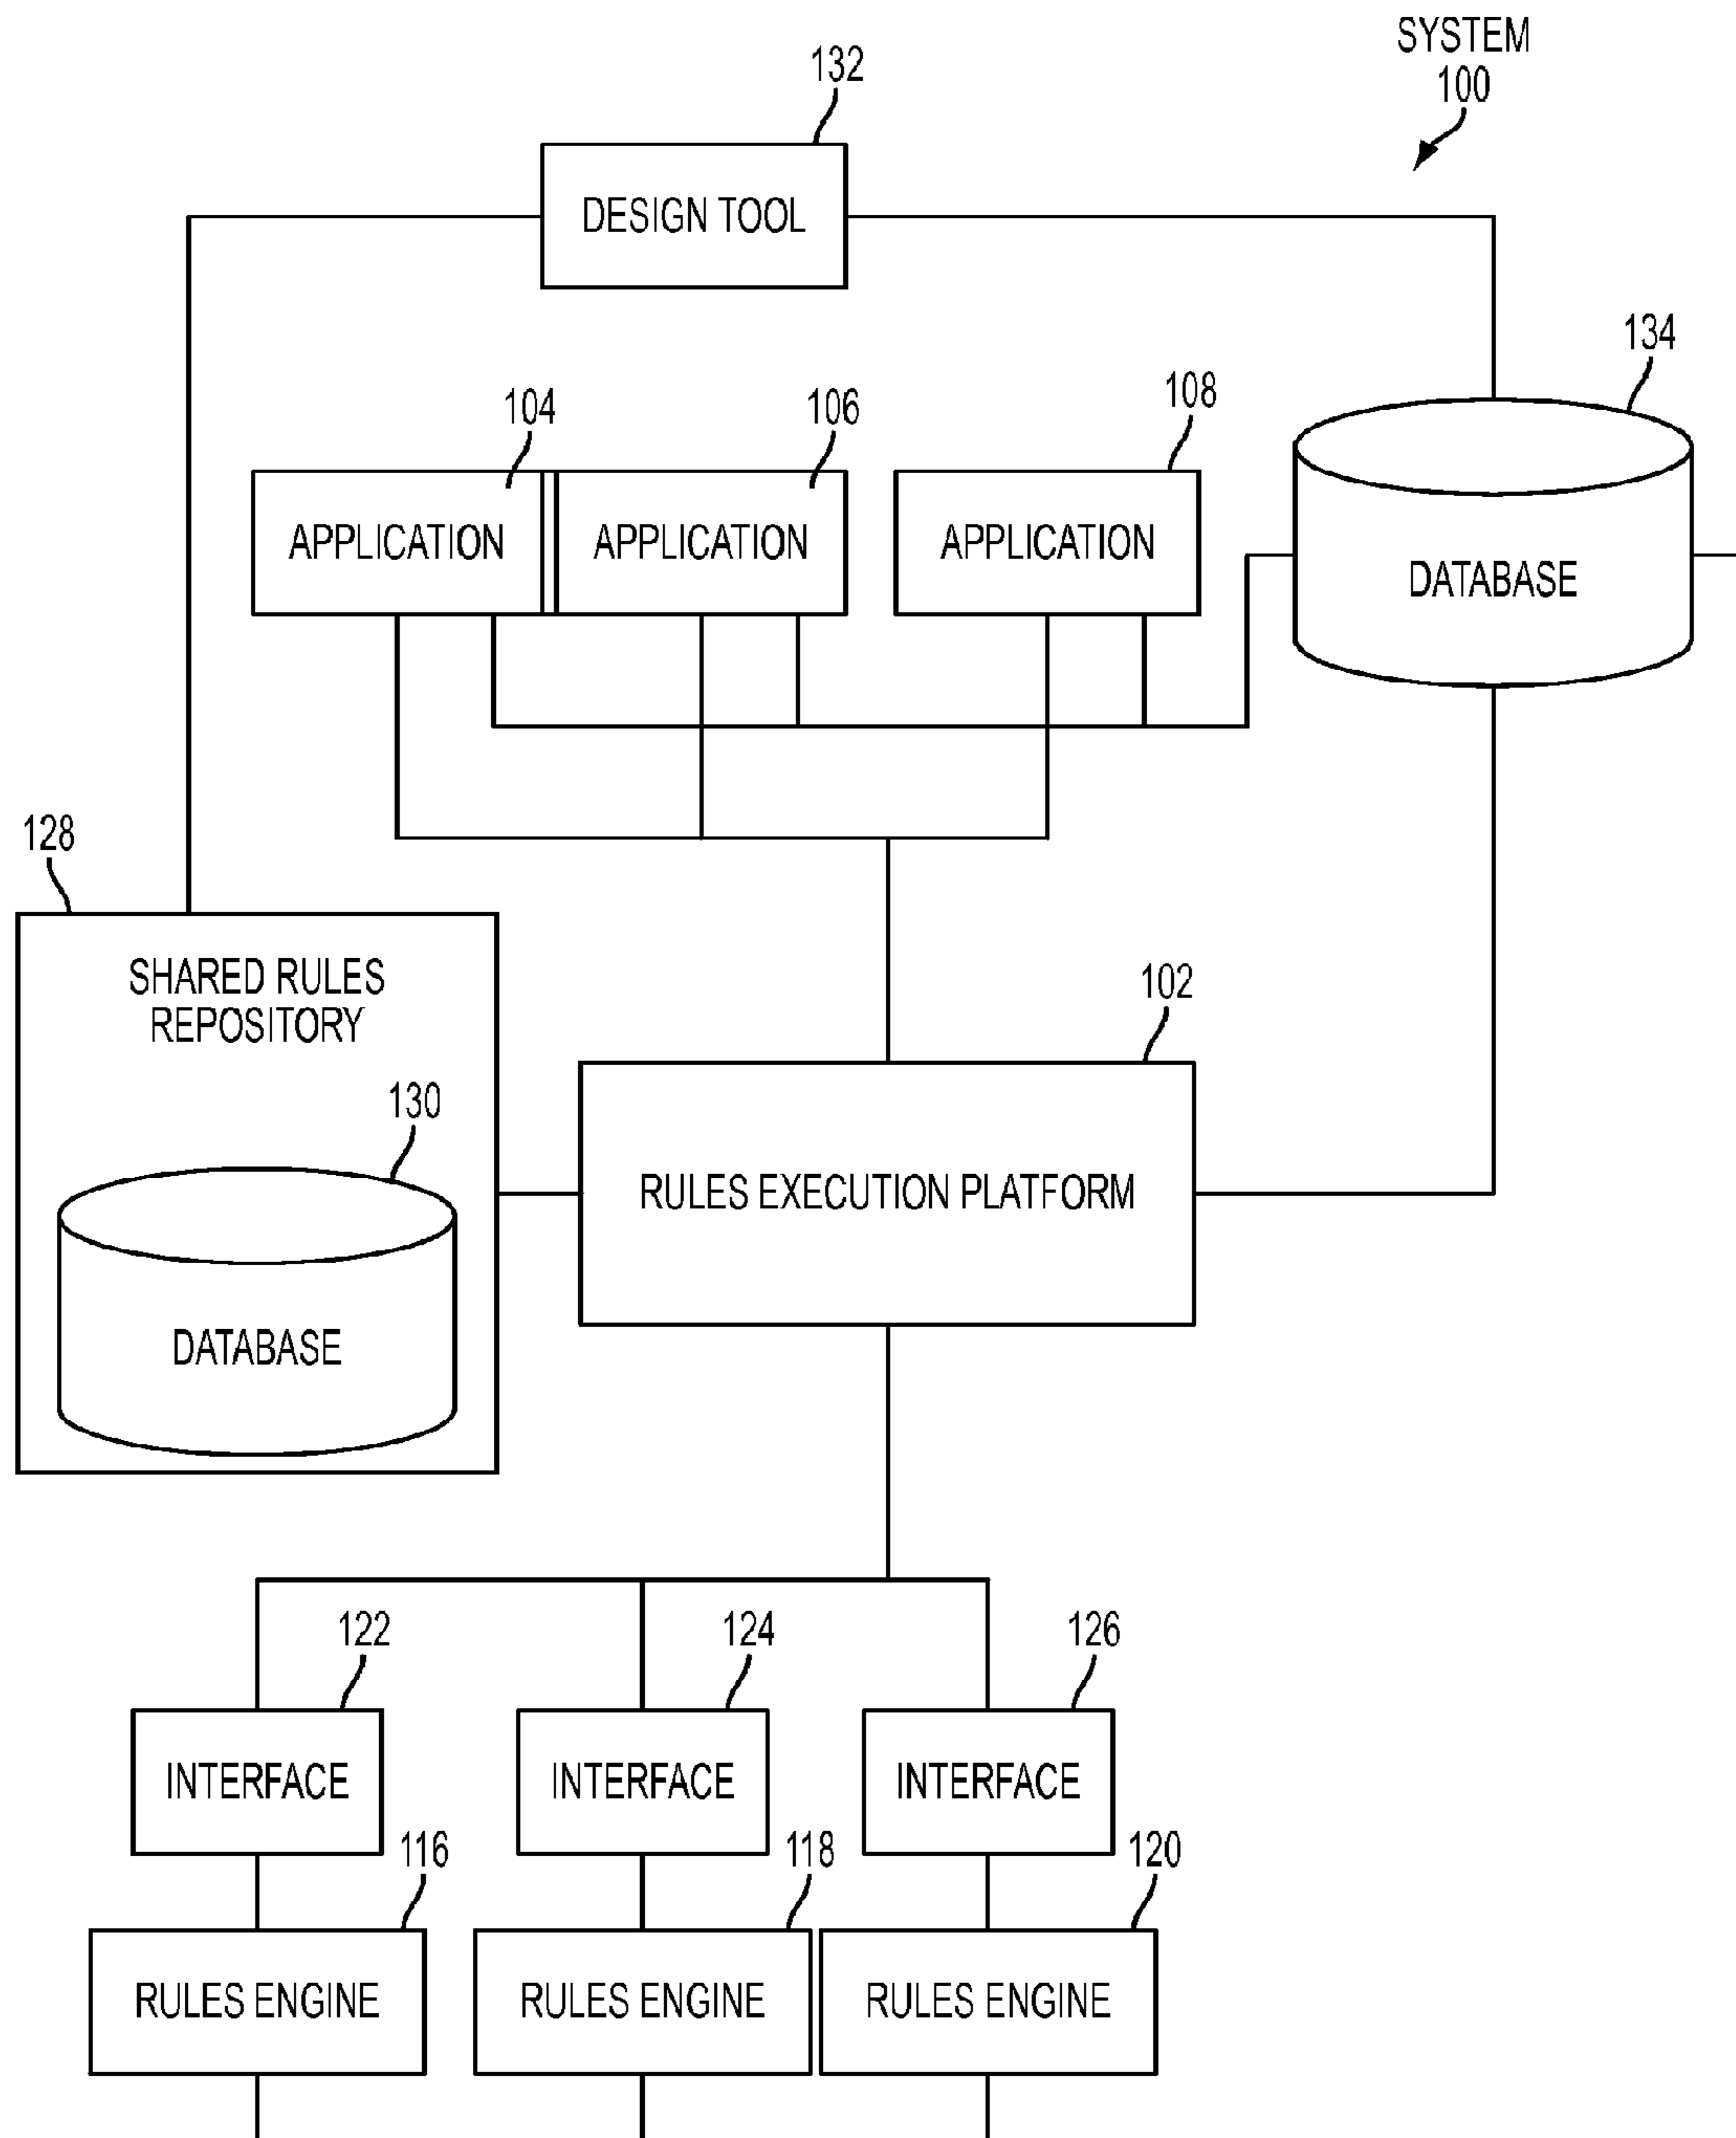 SYSTEM
100
132
DESIGN TOOL
134
104
106
108
APPLICATION
APPLICATION
APPLICATION
DATABASE
128
SHARED RULES
REPOSITORY
102
130
RULES EXECUTION PLATFORM
DATABASE
122
124
126
INTERFACE
INTERFACE
INTERFACE
116
118
120
RULES ENGINE
RULES ENGINE
RULES ENGINE